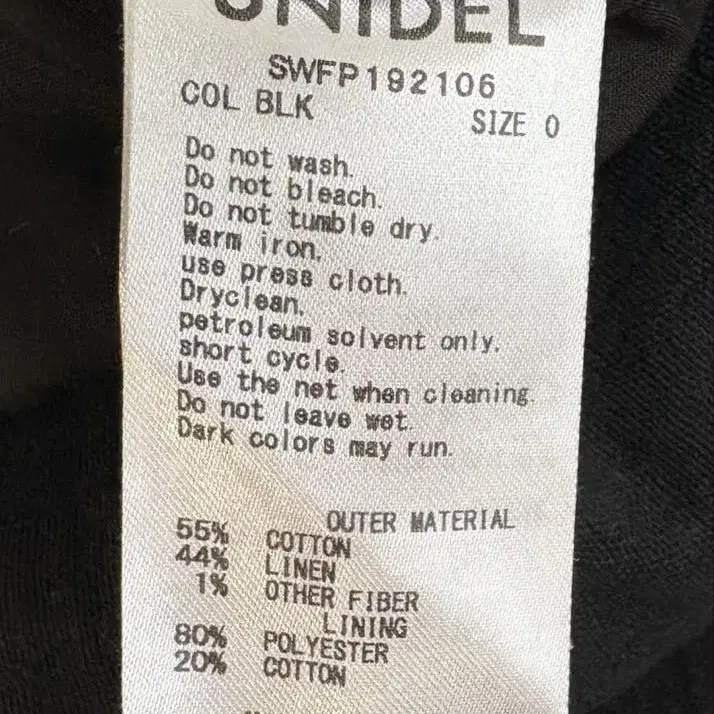 UNIDEL
SWFP192106
COL BLK
SIZE 0
Do not wash.
Do not bleach.
Do not tumble dry.
Warm iron.
use press cloth.
Dryclean.
petroleum solvent only.
short cycle.
Use the net when cleaning.
Do not leave wet.
Dark colors may run.
OUTER MATERIAL
55% COTTON
44% LINEN
1% OTHER FIBER
LINING
80% POLYESTER
20% COTTON